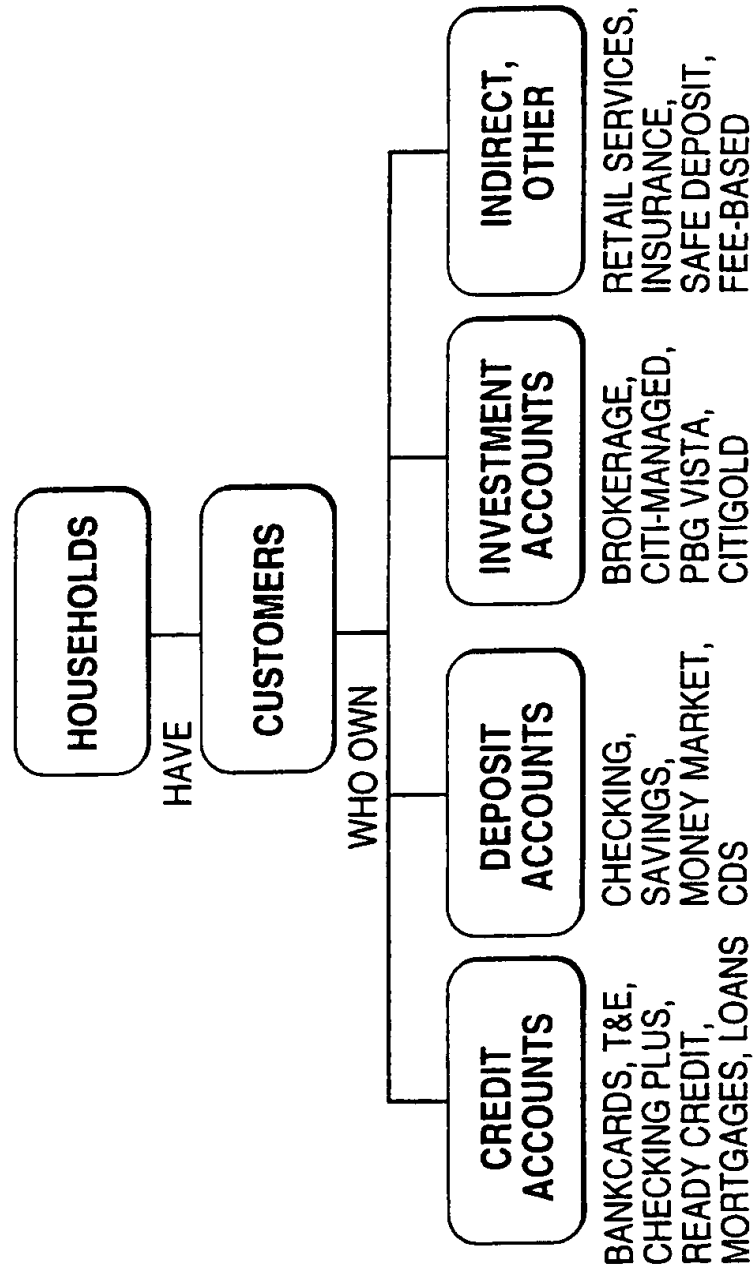 HOUSEHOLDS
HAVE
CUSTOMERS
WHO OWN
CREDIT
ACCOUNTS
BANKCARDS, T&E,
CHECKING PLUS,
READY CREDIT,
MORTGAGES, LOANS
DEPOSIT
ACCOUNTS
CHECKING,
SAVINGS,
MONEY MARKET,
CDS
INVESTMENT
ACCOUNTS
BROKERAGE,
CITI-MANAGED,
PBG VISTA,
CITIGOLD
INDIRECT,
OTHER
RETAIL SERVICES,
INSURANCE,
SAFE DEPOSIT,
FEE-BASED